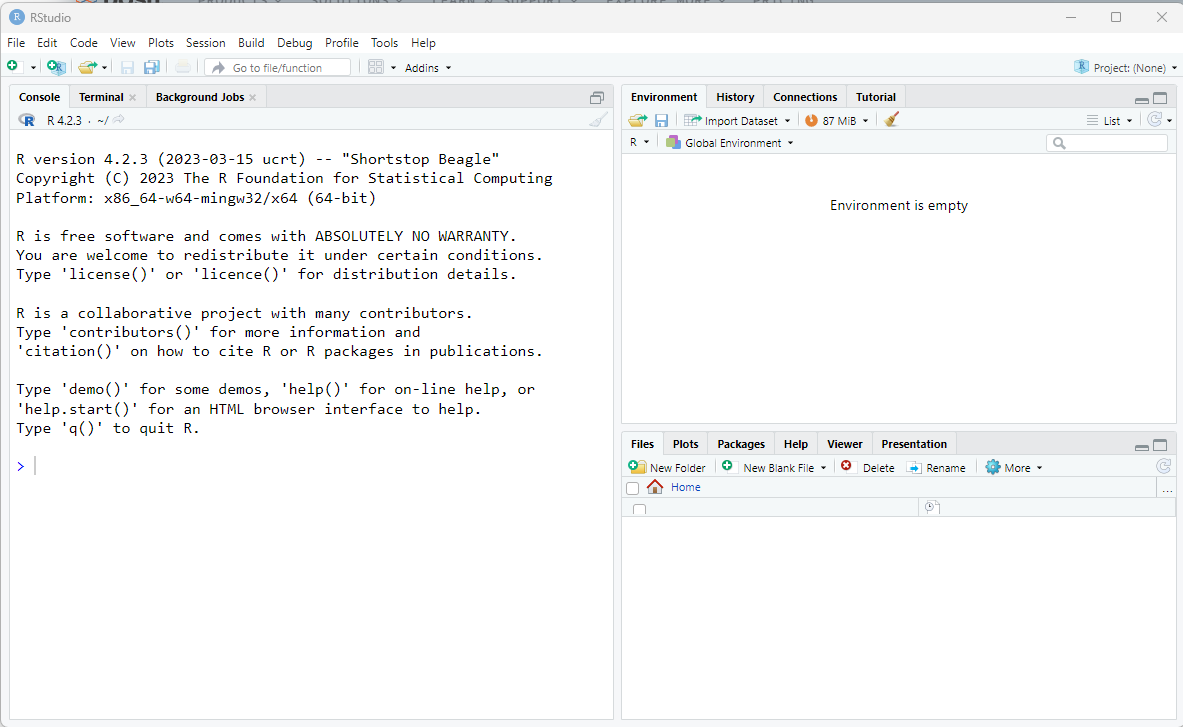 PRODUCTS SOLUTIONS LEARN & SUPPORT EXPLORE MORE PRICING
RStudio
File Edit Code View Plots Session Build Debug Profile Tools Help
Go to file/function Addins Project: (None)
Console Terminal Background Jobs
R 4.2.3 · ~/
R version 4.2.3 (2023-03-15 ucrt) -- "Shortstop Beagle"
Copyright (C) 2023 The R Foundation for Statistical Computing
Platform: x86_64-w64-mingw32/x64 (64-bit)
R is free software and comes with ABSOLUTELY NO WARRANTY.
You are welcome to redistribute it under certain conditions.
Type 'license()' or 'licence()' for distribution details.
R is a collaborative project with many contributors.
Type 'contributors()' for more information and
'citation()' on how to cite R or R packages in publications.
Type 'demo()' for some demos, 'help()' for on-line help, or
'help.start()' for an HTML browser interface to help.
Type 'q()' to quit R.
>
Environment History Connections Tutorial
Import Dataset 87 MiB List
R Global Environment
Environment is empty
Files Plots Packages Help Viewer Presentation
New Folder New Blank File Delete Rename More
Home ...